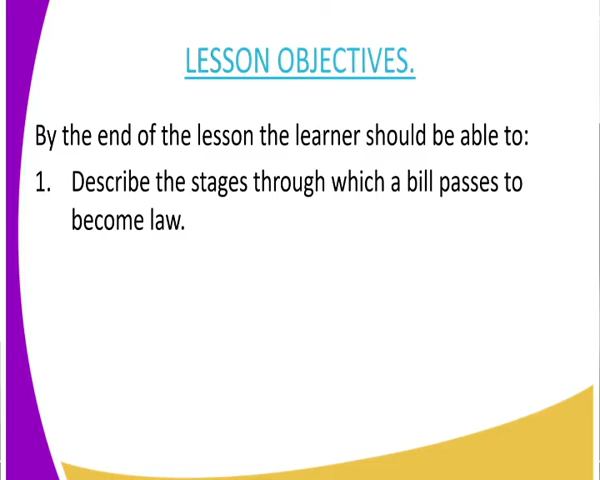 LESSON OBJECTIVES.
By the end of the lesson the learner should be able to:
1. Describe the stages through which a bill passes to
become law.